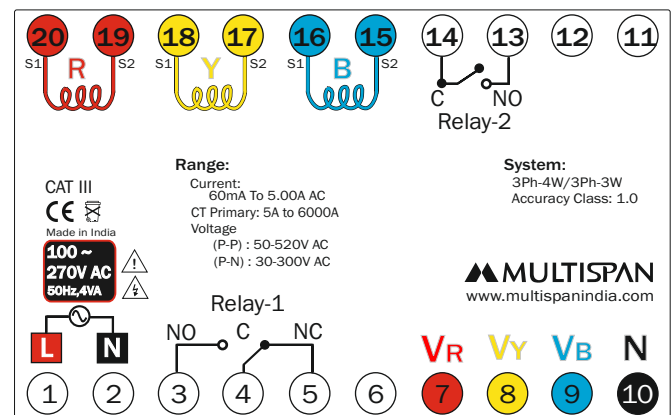 20 19 18 17 16 15 14 13 12 11
S1 R S2 S1 Y S2 S1 B S2
C NO
Relay-2
Range:
Current:
60mA To 5.00A AC
CT Primary: 5A to 6000A
Voltage
(P-P) : 50-520V AC
(P-N) : 30-300V AC
System:
3Ph-4W/3Ph-3W
Accuracy Class: 1.0
CAT III
CE
Made in India
100 ~
270V AC
50Hz,4VA
MULTISPAN
www.multispanindia.com
Relay-1
L N NO C NC VR VY VB N
1 2 3 4 5 6 7 8 9 10